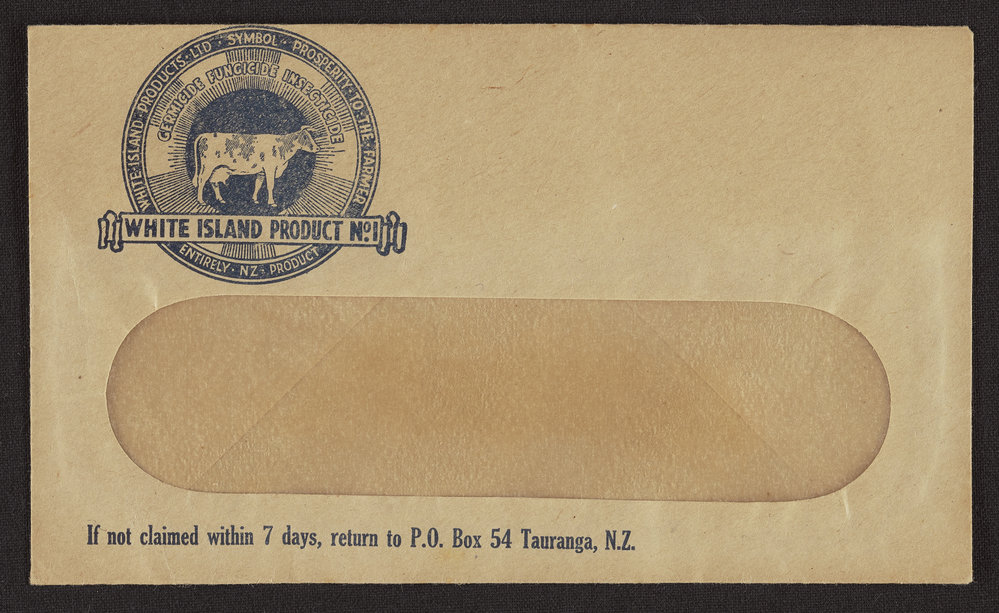 WHITE ISLAND PRODUCTS·LTD · SYMBOL · PROSPERITY·TO·THE·FARMER
GERMICIDE FUNGICIDE INSECTICIDE
WHITE ISLAND PRODUCT No1
ENTIRELY · NZ · PRODUCT
If not claimed within 7 days, return to P.O. Box 54 Tauranga, N.Z.